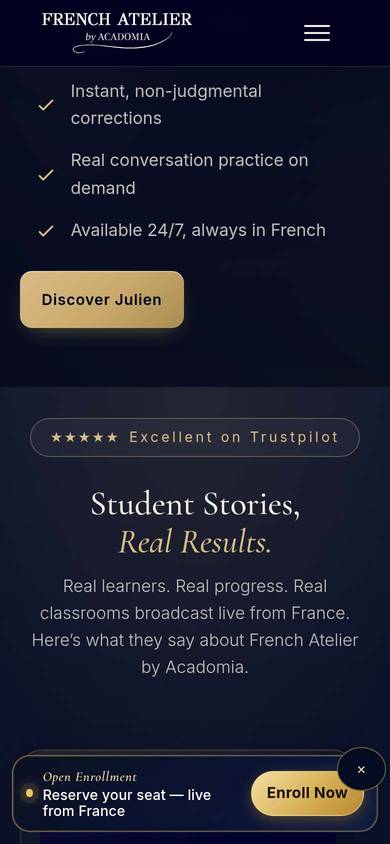 FRENCH ATELIER
by ACADOMIA
Instant, non-judgmental
corrections
Real conversation practice on
demand
Available 24/7, always in French
Discover Julien
★★★★★ Excellent on Trustpilot
Student Stories,
Real Results.
Real learners. Real progress. Real
classrooms broadcast live from France.
Here’s what they say about French Atelier
by Acadomia.
Open Enrollment
Reserve your seat — live
from France
Enroll Now
×